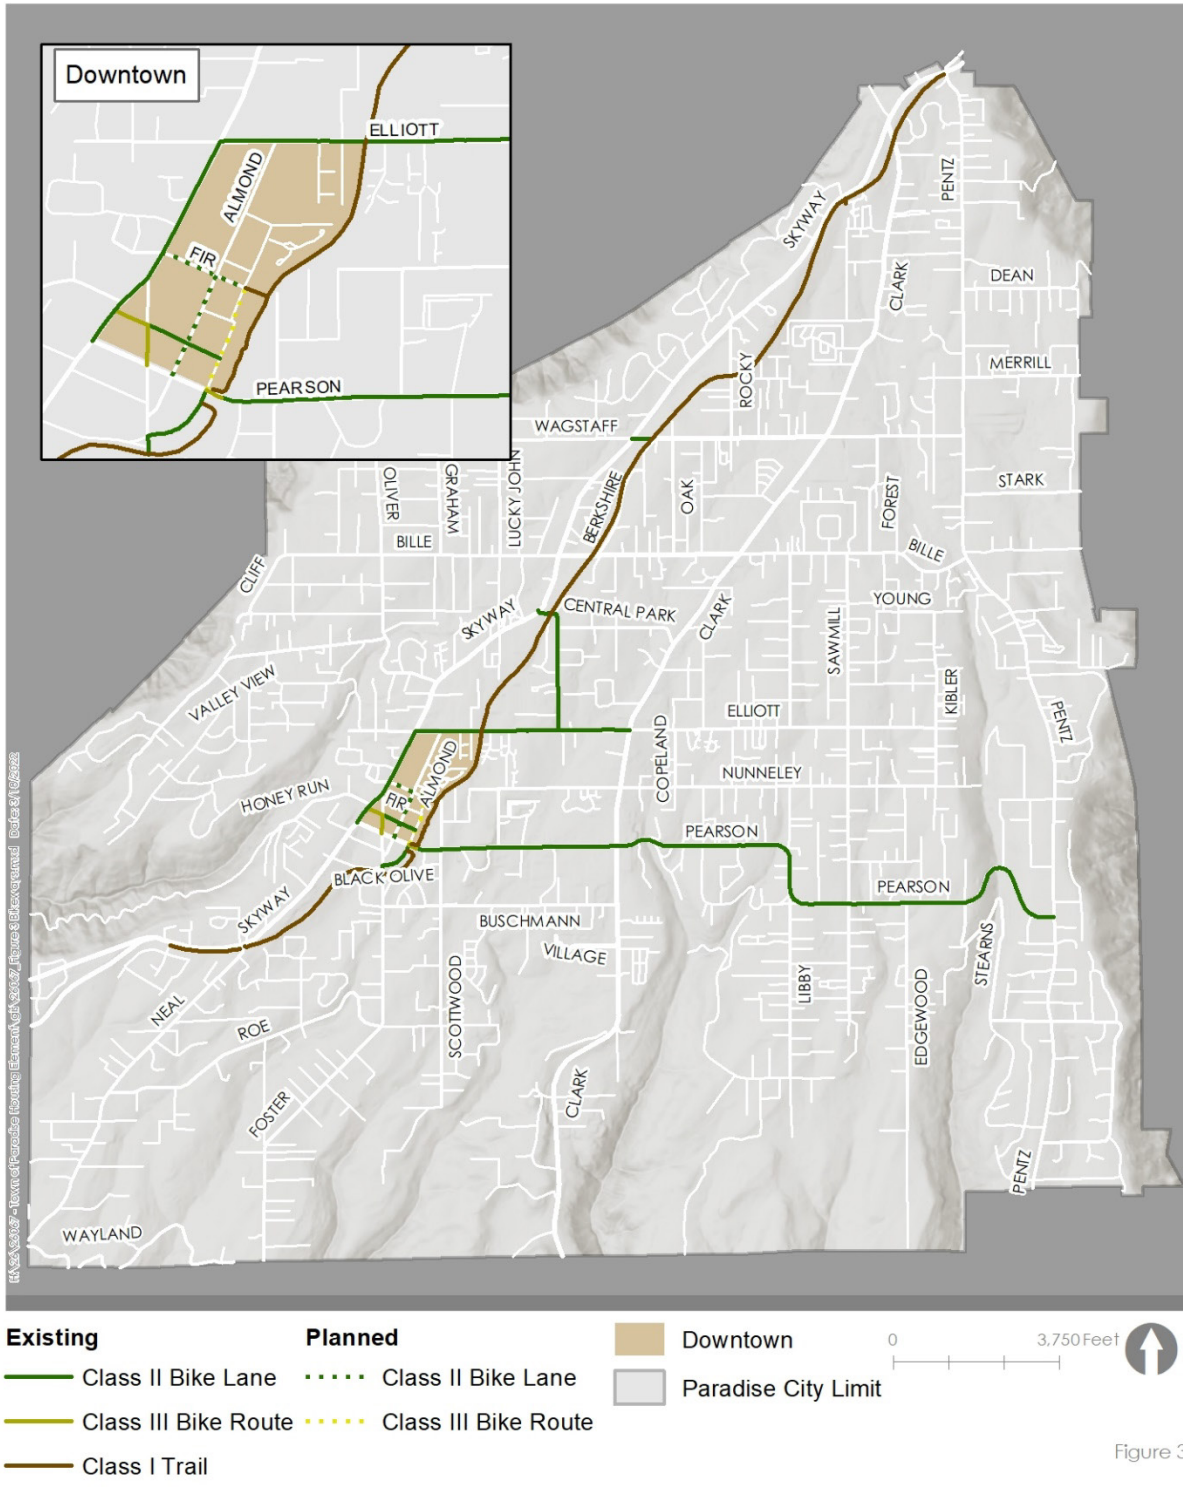 Downtown
ELLIOTT
ALMOND
FIR
PEARSON
PENTZ
SKYWAY
CLARK
DEAN
MERRILL
ROCKY
WAGSTAFF
OLIVER
GRAHAM
LUCKY JOHN
BERKSHIRE
OAK
FOREST
STARK
BILLE
BILLE
CLIFF
YOUNG
SKYWAY
CENTRAL PARK
CLARK
SAWMILL
VALLEY VIEW
KIBLER
ELLIOTT
COPELAND
PENTZ
ALMOND
NUNNELEY
HONEY RUN
FIR
PEARSON
BLACK OLIVE
PEARSON
SKYWAY
BUSCHMANN
VILLAGE
STEARNS
NEAL
ROE
SCOTTWOOD
LIBBY
EDGEWOOD
CLARK
FOSTER
PENTZ
WAYLAND
Existing
Class II Bike Lane
Class III Bike Route
Class I Trail
Planned
Class II Bike Lane
Class III Bike Route
Downtown
Paradise City Limit
0 3,750 Feet
Figure 3